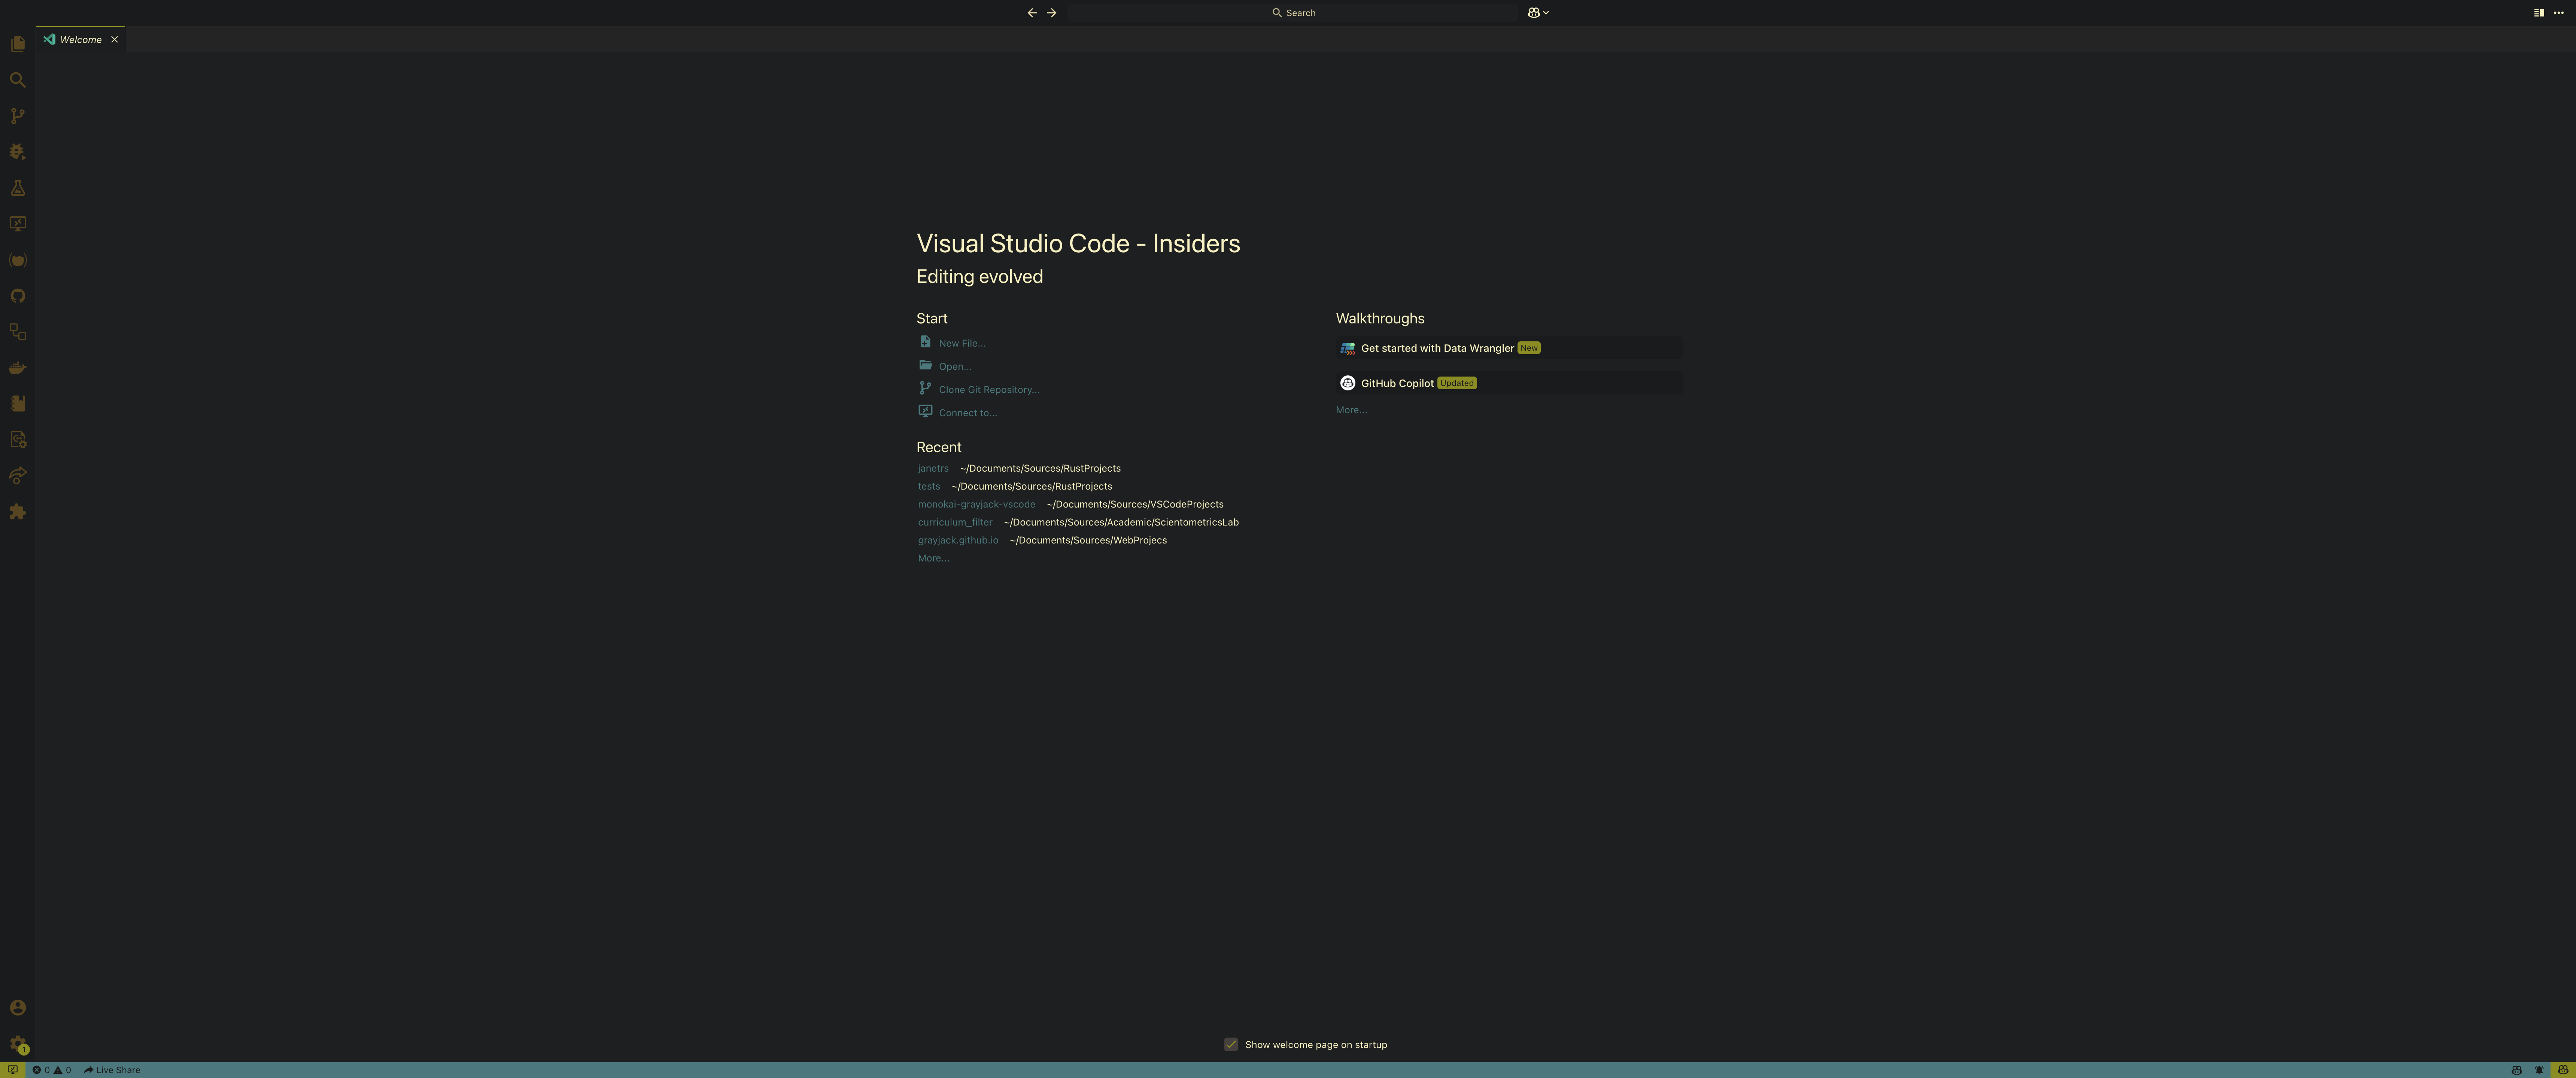 Search
Welcome
Visual Studio Code - Insiders
Editing evolved
Start
New File...
Open...
Clone Git Repository...
Connect to...
Recent
janetrs ~/Documents/Sources/RustProjects
tests ~/Documents/Sources/RustProjects
monokai-grayjack-vscode ~/Documents/Sources/VSCodeProjects
curriculum_filter ~/Documents/Sources/Academic/ScientometricsLab
grayjack.github.io ~/Documents/Sources/WebProjecs
More...
Walkthroughs
Get started with Data Wrangler New
GitHub Copilot Updated
More...
Show welcome page on startup
1
0 0 Live Share